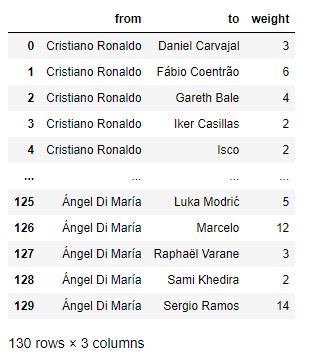 from to weight
0 Cristiano Ronaldo Daniel Carvajal 3
1 Cristiano Ronaldo Fábio Coentrão 6
2 Cristiano Ronaldo Gareth Bale 4
3 Cristiano Ronaldo Iker Casillas 2
4 Cristiano Ronaldo Isco 2
... ... ... ...
125 Ángel Di María Luka Modrić 5
126 Ángel Di María Marcelo 12
127 Ángel Di María Raphaël Varane 3
128 Ángel Di María Sami Khedira 2
129 Ángel Di María Sergio Ramos 14
130 rows × 3 columns